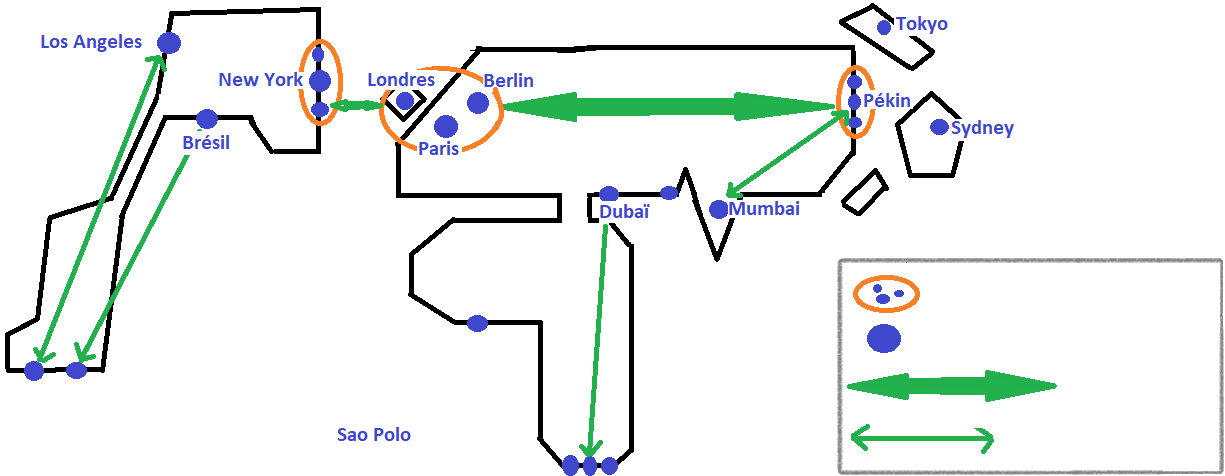 Tokyo
Los Angeles
New York
Londres
Berlin
Pékin
Sydney
Brésil
Paris
Dubaï
Mumbai
Sao Polo